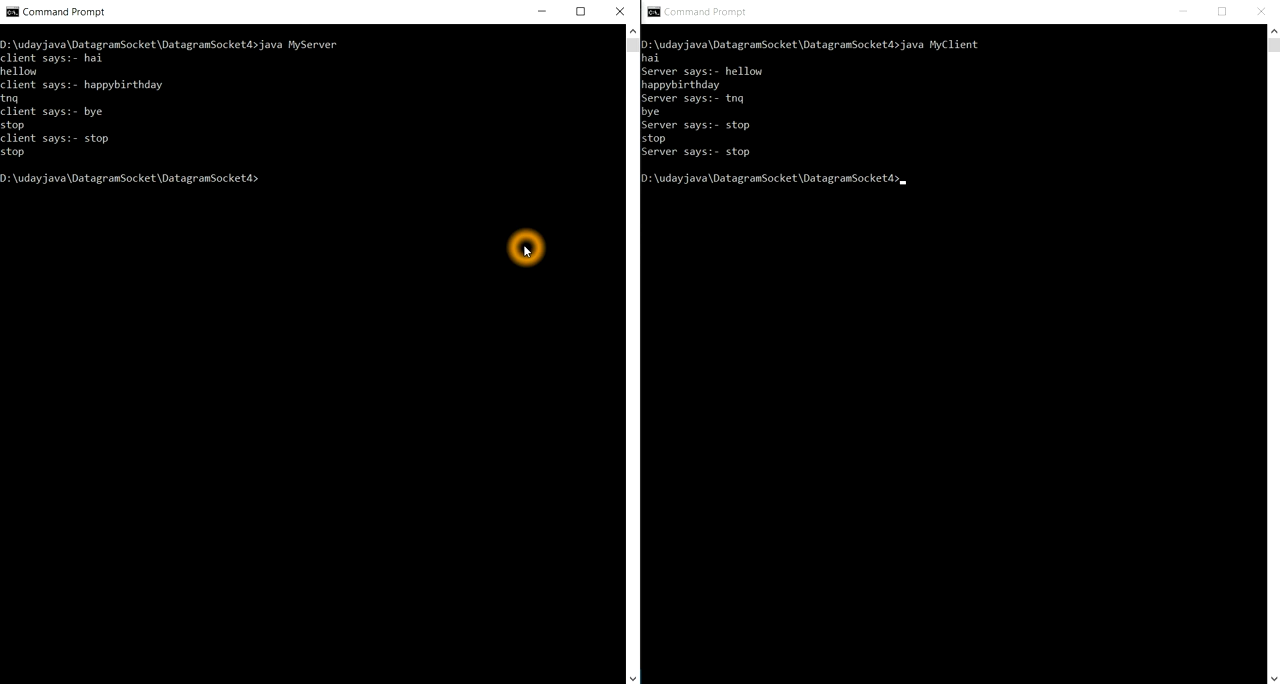 Command Prompt
D:\udayjava\DatagramSocket\DatagramSocket4>java MyServer
client says:- hai
hellow
client says:- happybirthday
tnq
client says:- bye
stop
client says:- stop
stop
D:\udayjava\DatagramSocket\DatagramSocket4>
Command Prompt
D:\udayjava\DatagramSocket\DatagramSocket4>java MyClient
hai
Server says:- hellow
happybirthday
Server says:- tnq
bye
Server says:- stop
stop
Server says:- stop
D:\udayjava\DatagramSocket\DatagramSocket4>